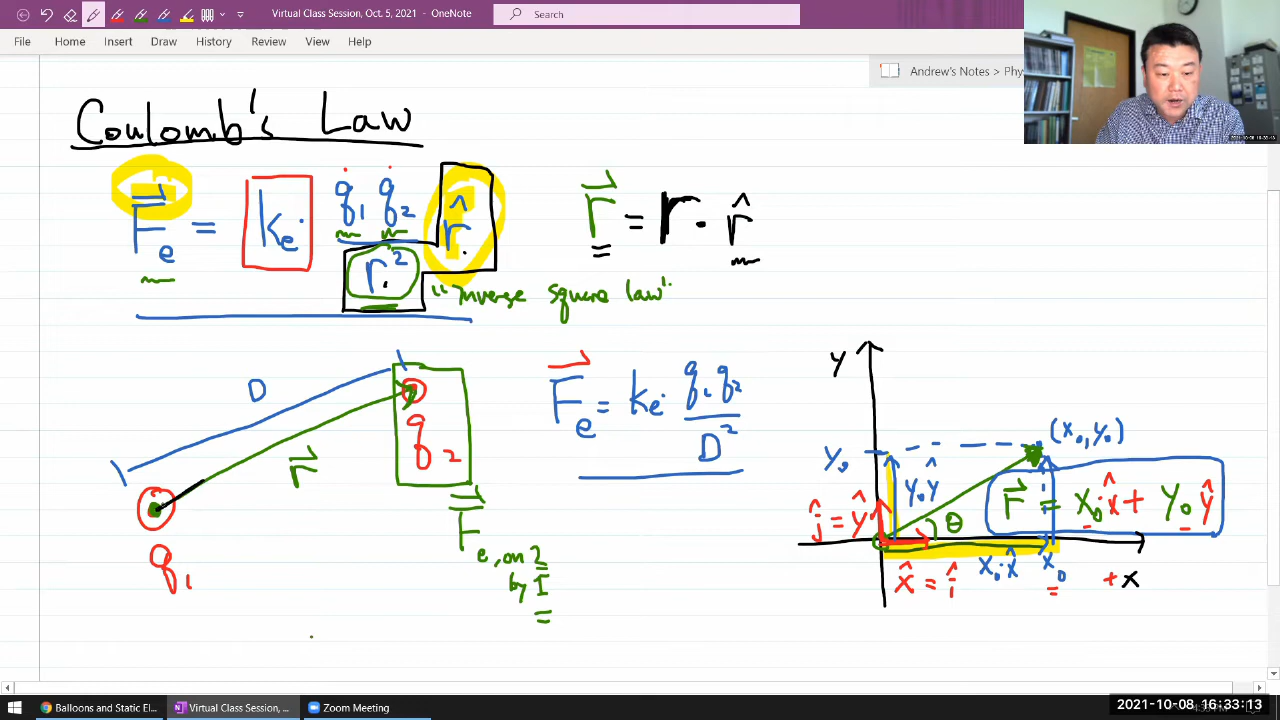 Virtual Class Session, Oct. 5, 2021 - OneNote
Search
File Home Insert Draw History Review View Help
Andrew's Notes > Phy
Coulomb's Law
F⃗e = ke q1 q2 / r² r̂
r⃗ = r · r̂
"inverse square law"
D
r⃗
q1
q2
F⃗ e, on 2 by 1
F⃗e = ke q1 q2 / D²
y
(x0, y0)
y0
y0 ŷ
r⃗ = x0 · x̂ + y0 ŷ
ĵ = ŷ
θ
x0 · x̂
x0
x̂ = î
+x
Balloons and Static El...
Virtual Class Session, ...
Zoom Meeting
2021-10-08 16:33:13